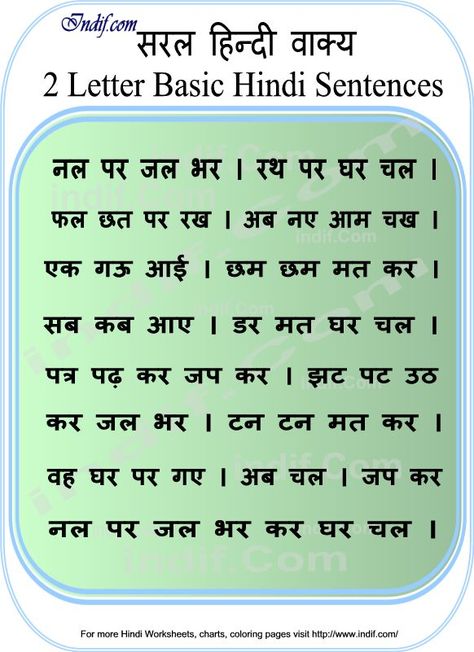 Indif.com
सरल हिन्दी वाक्य
2 Letter Basic Hindi Sentences
नल पर जल भर । रथ पर घर चल ।
फल छत पर रख । अब नए आम चख ।
एक गऊ आई । छम छम मत कर ।
सब कब आए । डर मत घर चल ।
पत्र पढ़ कर जप कर । झट पट उठ
कर जल भर । टन टन मत कर ।
वह घर पर गए । अब चल । जप कर
नल पर जल भर कर घर चल ।
indif.Com
For more Hindi Worksheets, charts, coloring pages visit http://www.indif.com/